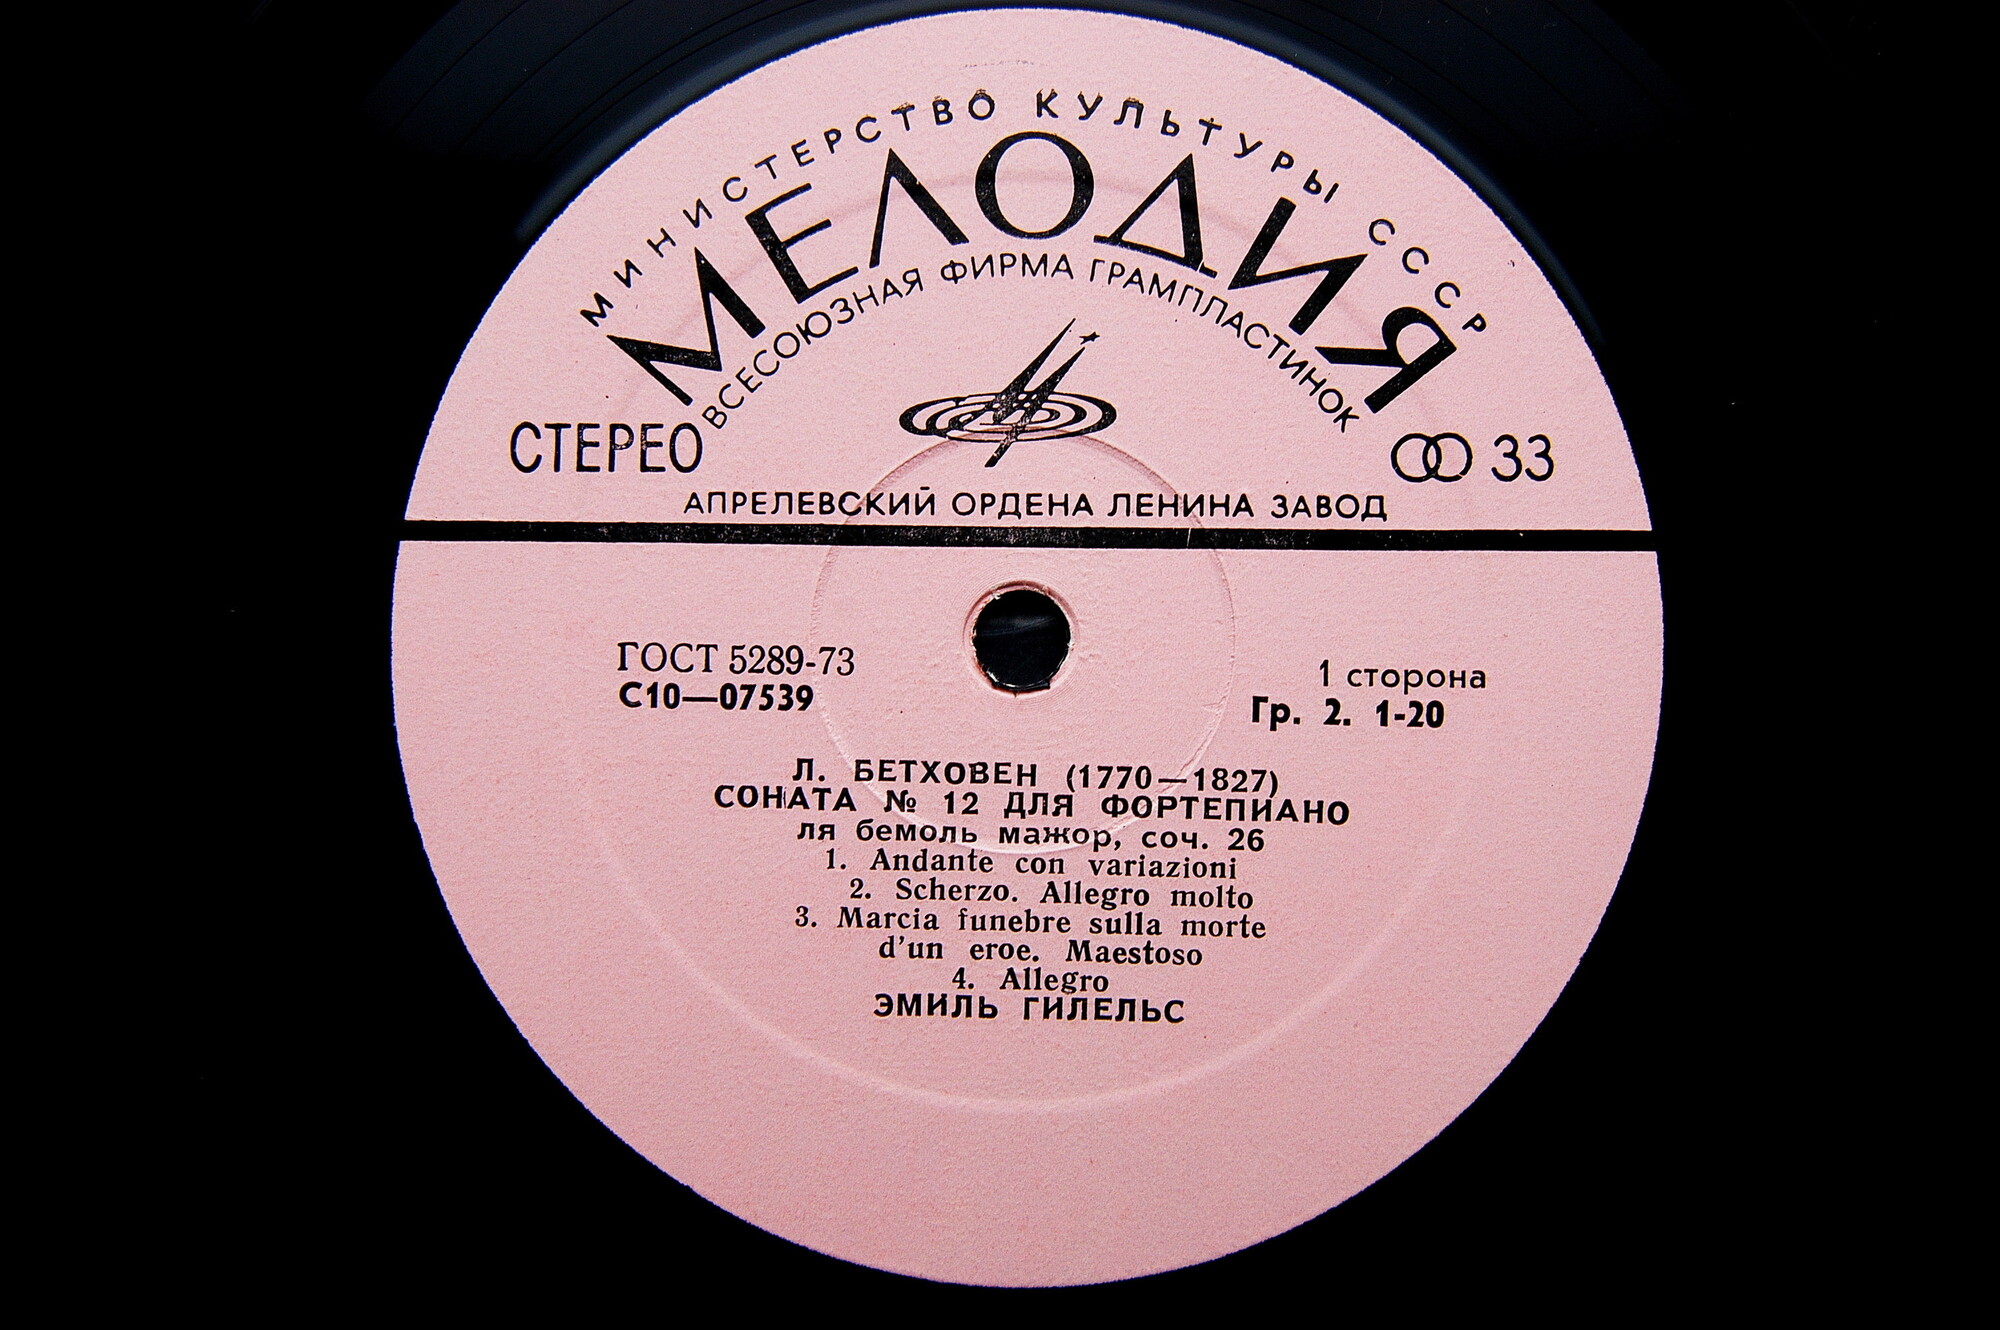 МИНИСТЕРСТВО КУЛЬТУРЫ СССР
МЕЛОДИЯ
ВСЕСОЮЗНАЯ ФИРМА ГРАМПЛАСТИНОК
СТЕРЕО
33
АПРЕЛЕВСКИЙ ОРДЕНА ЛЕНИНА ЗАВОД
ГОСТ 5289-73
С10—07539
1 сторона
Гр. 2. 1-20
Л. БЕТХОВЕН (1770—1827)
СОНАТА № 12 ДЛЯ ФОРТЕПИАНО
ля бемоль мажор, соч. 26
1. Andante con variazioni
2. Scherzo. Allegro molto
3. Marcia funebre sulla morte
d'un eroe. Maestoso
4. Allegro
ЭМИЛЬ ГИЛЕЛЬС